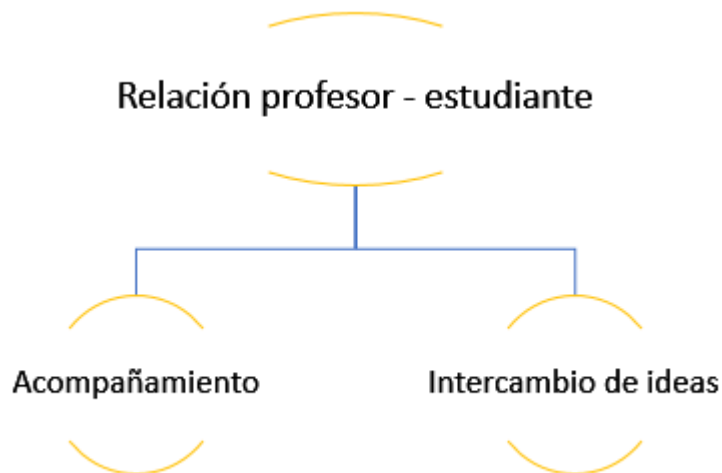 Relación profesor - estudiante
Acompañamiento
Intercambio de ideas